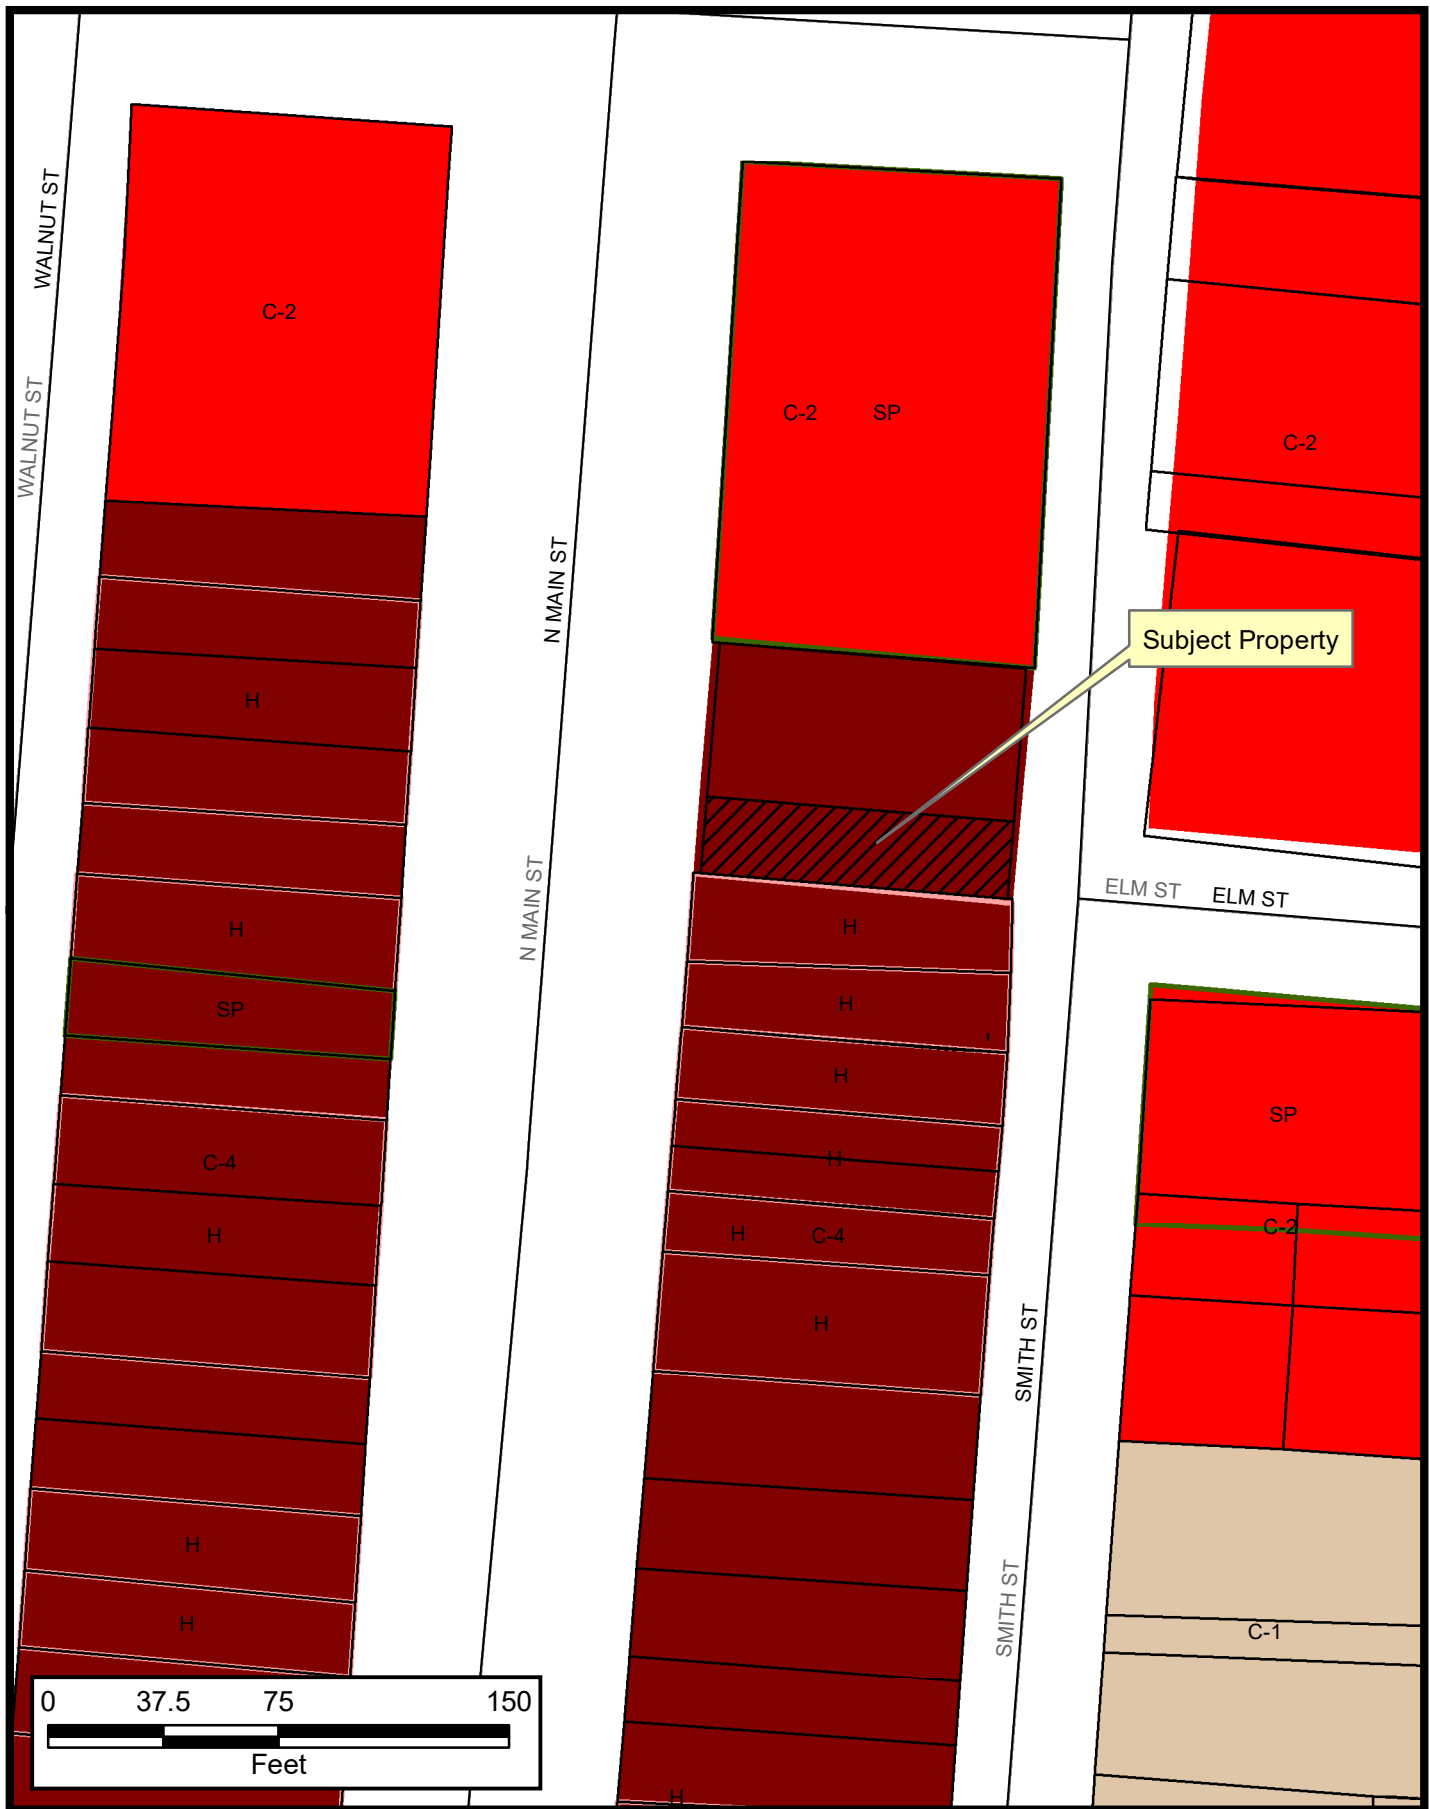 WALNUT ST
WALNUT ST
C-2
C-2 SP
C-2
N MAIN ST
Subject Property
H
N MAIN ST
ELM ST ELM ST
H
H
SP
H
H
SP
H
C-4
C-2
H
H C-4
H
SMITH ST
H
SMITH ST
H
C-1
0 37.5 75 150
Feet
H